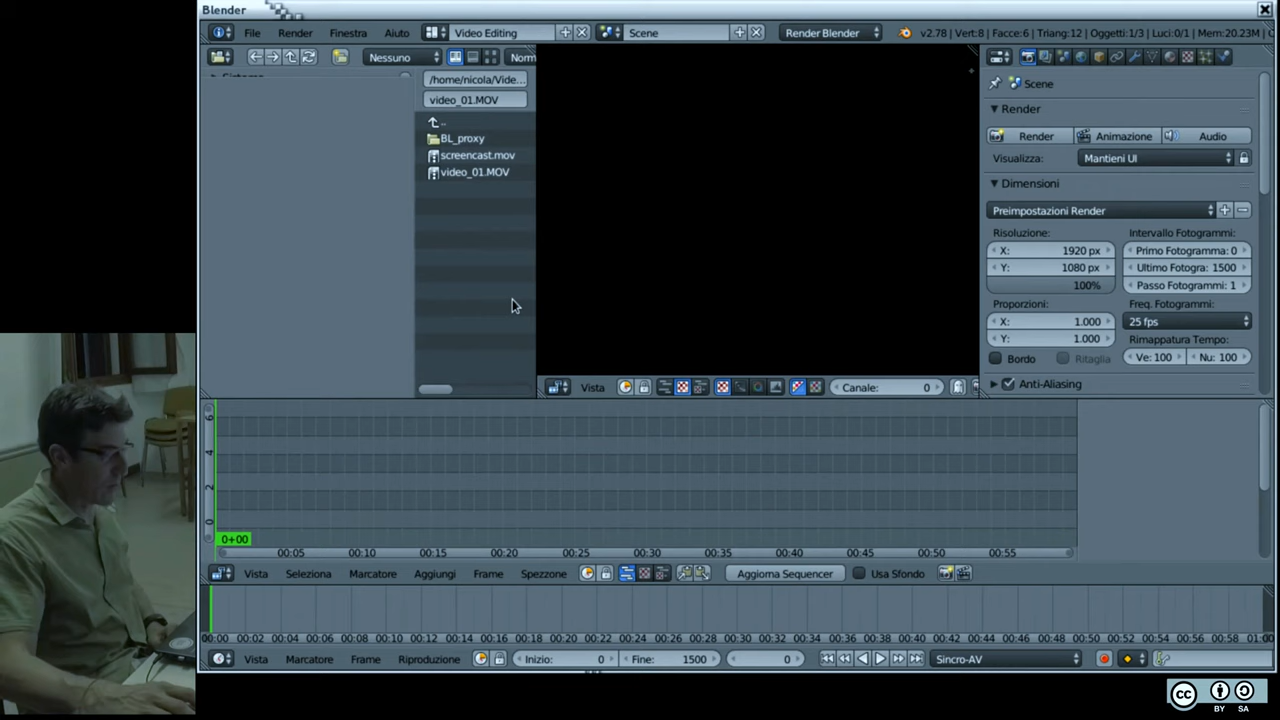 Blender
File Render Finestra Aiuto Video Editing Scene Render Blender v2.78 | Vert:8 | Facce:6 | Triang:12 | Oggetti:1/3 | Luci:0/1 | Mem:20.23M
Nessuno Norm
/home/nicola/Vide...
video_01.MOV
..
BL_proxy
screencast.mov
video_01.MOV
Scene
Render
Render Animazione Audio
Visualizza: Mantieni UI
Dimensioni
Preimpostazioni Render
Risoluzione: Intervallo Fotogrammi:
X: 1920 px Primo Fotogramma: 0
Y: 1080 px Ultimo Fotogra: 1500
100% Passo Fotogrammi: 1
Proporzioni: Freq. Fotogrammi:
X: 1.000 25 fps
Y: 1.000 Rimappatura Tempo:
Bordo Ritaglia Ve: 100 Nu: 100
Anti-Aliasing
Vista Canale: 0
6
4
2
0
0+00
00:05 00:10 00:15 00:20 00:25 00:30 00:35 00:40 00:45 00:50 00:55
Vista Seleziona Marcatore Aggiungi Frame Spezzone Aggiorna Sequencer Usa Sfondo
00:00 00:02 00:04 00:06 00:08 00:10 00:12 00:14 00:16 00:18 00:20 00:22 00:24 00:26 00:28 00:30 00:32 00:34 00:36 00:38 00:40 00:42 00:44 00:46 00:48 00:50 00:52 00:54 00:56 00:58 01:00
Vista Marcatore Frame Riproduzione Inizio: 0 Fine: 1500 0 Sincro-AV
cc BY SA